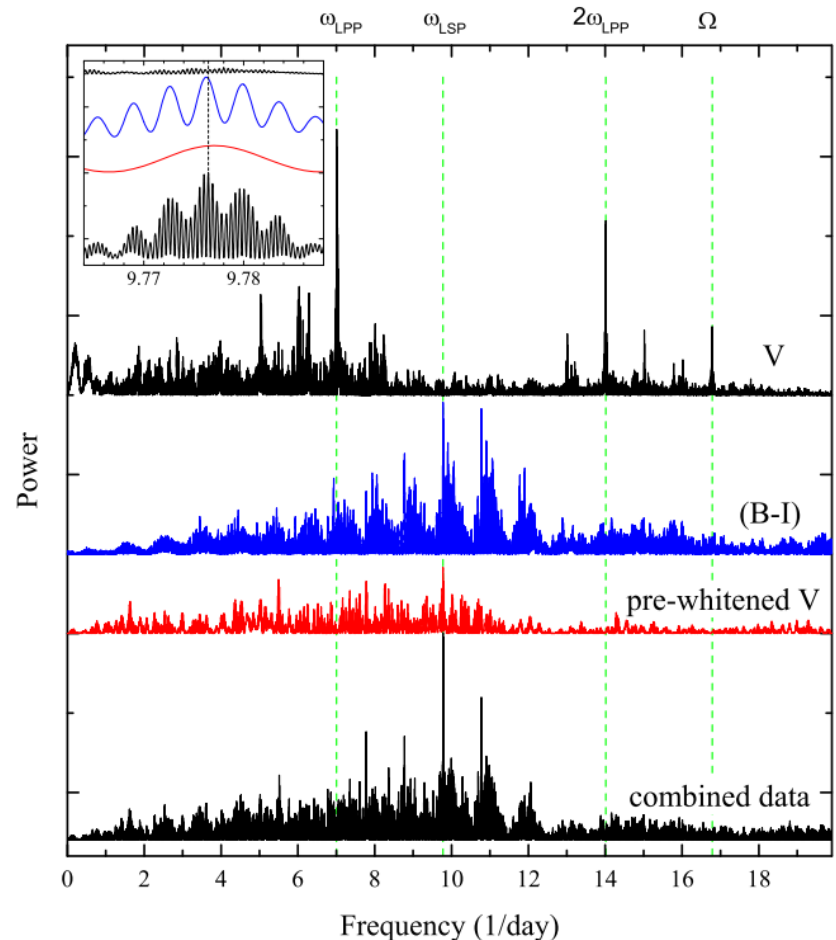 ω_LPP ω_LSP 2ω_LPP Ω
9.77 9.78
V
(B-I)
pre-whitened V
combined data
Power
0 2 4 6 8 10 12 14 16 18
Frequency (1/day)